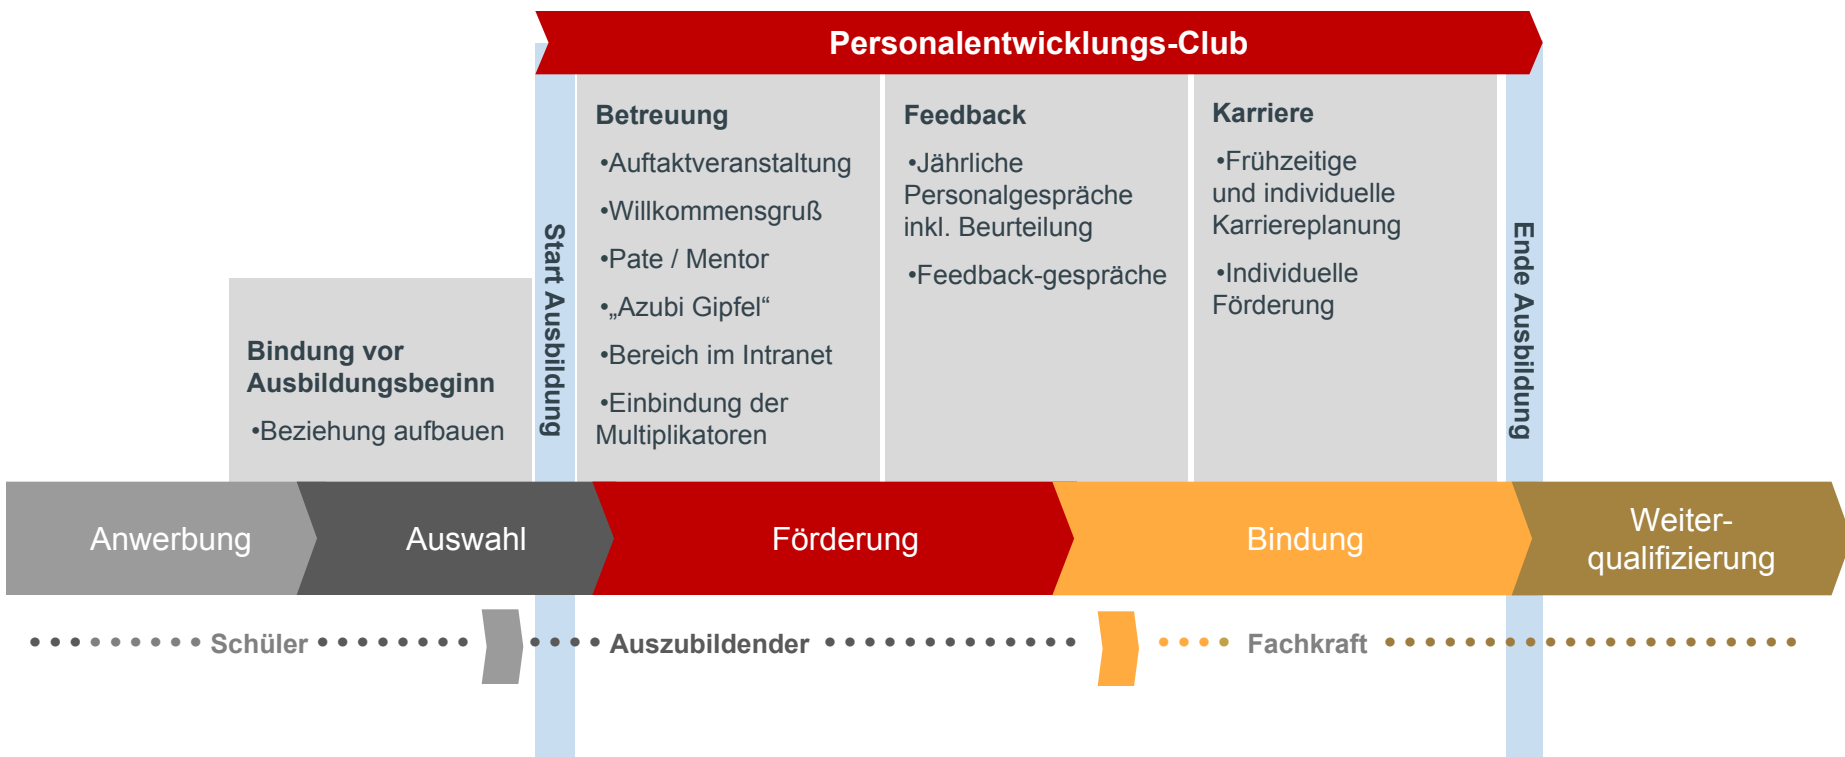 Personalentwicklungs-Club
Start Ausbildung
Betreuung
•Auftaktveranstaltung
•Willkommensgruß
•Pate / Mentor
•„Azubi Gipfel“
•Bereich im Intranet
•Einbindung der
Multiplikatoren
Feedback
•Jährliche
Personalgespräche
inkl. Beurteilung
•Feedback-gespräche
Karriere
•Frühzeitige
und individuelle
Karriereplanung
•Individuelle
Förderung
Ende Ausbildung
Bindung vor
Ausbildungsbeginn
•Beziehung aufbauen
Anwerbung
Auswahl
Förderung
Bindung
Weiter-
qualifizierung
Schüler
Auszubildender
Fachkraft